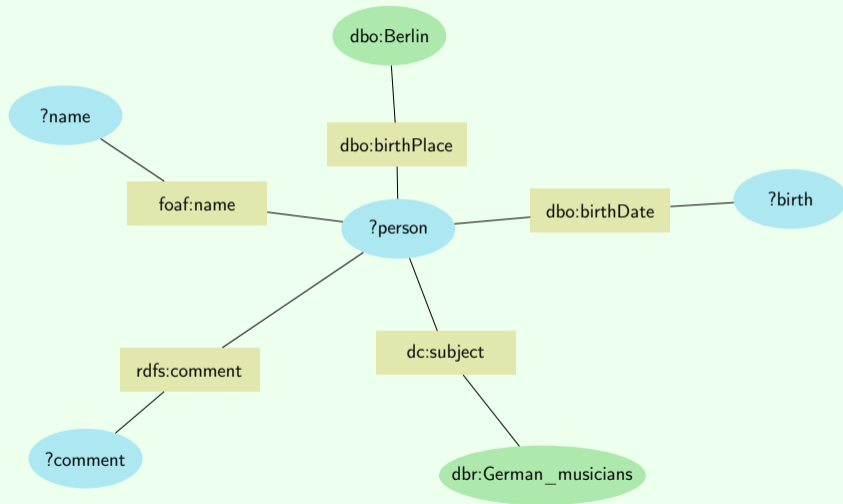 dbo:Berlin
?name
dbo:birthPlace
foaf:name
?person
dbo:birthDate
?birth
rdfs:comment
dc:subject
?comment
dbr:German_musicians